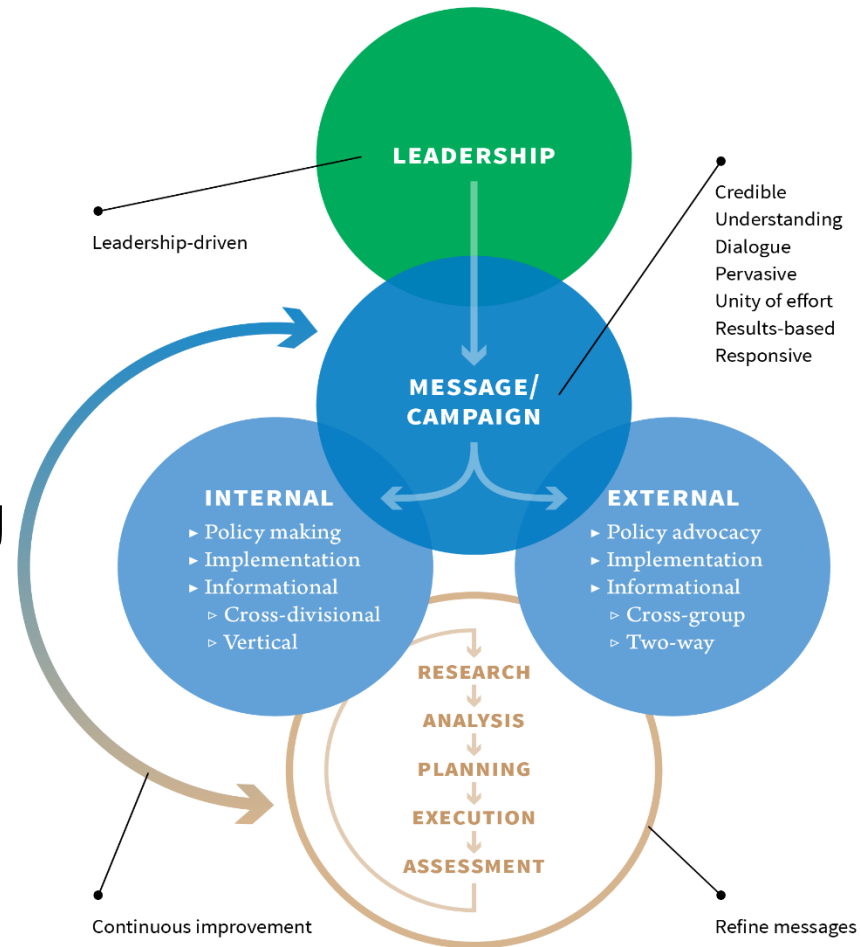 LEADERSHIP
Leadership-driven
Credible
Understanding
Dialogue
Pervasive
Unity of effort
Results-based
Responsive
MESSAGE/
CAMPAIGN
INTERNAL
▸ Policy making
▸ Implementation
▸ Informational
▹ Cross-divisional
▹ Vertical
EXTERNAL
▸ Policy advocacy
▸ Implementation
▸ Informational
▹ Cross-group
▹ Two-way
RESEARCH
ANALYSIS
PLANNING
EXECUTION
ASSESSMENT
Continuous improvement
Refine messages